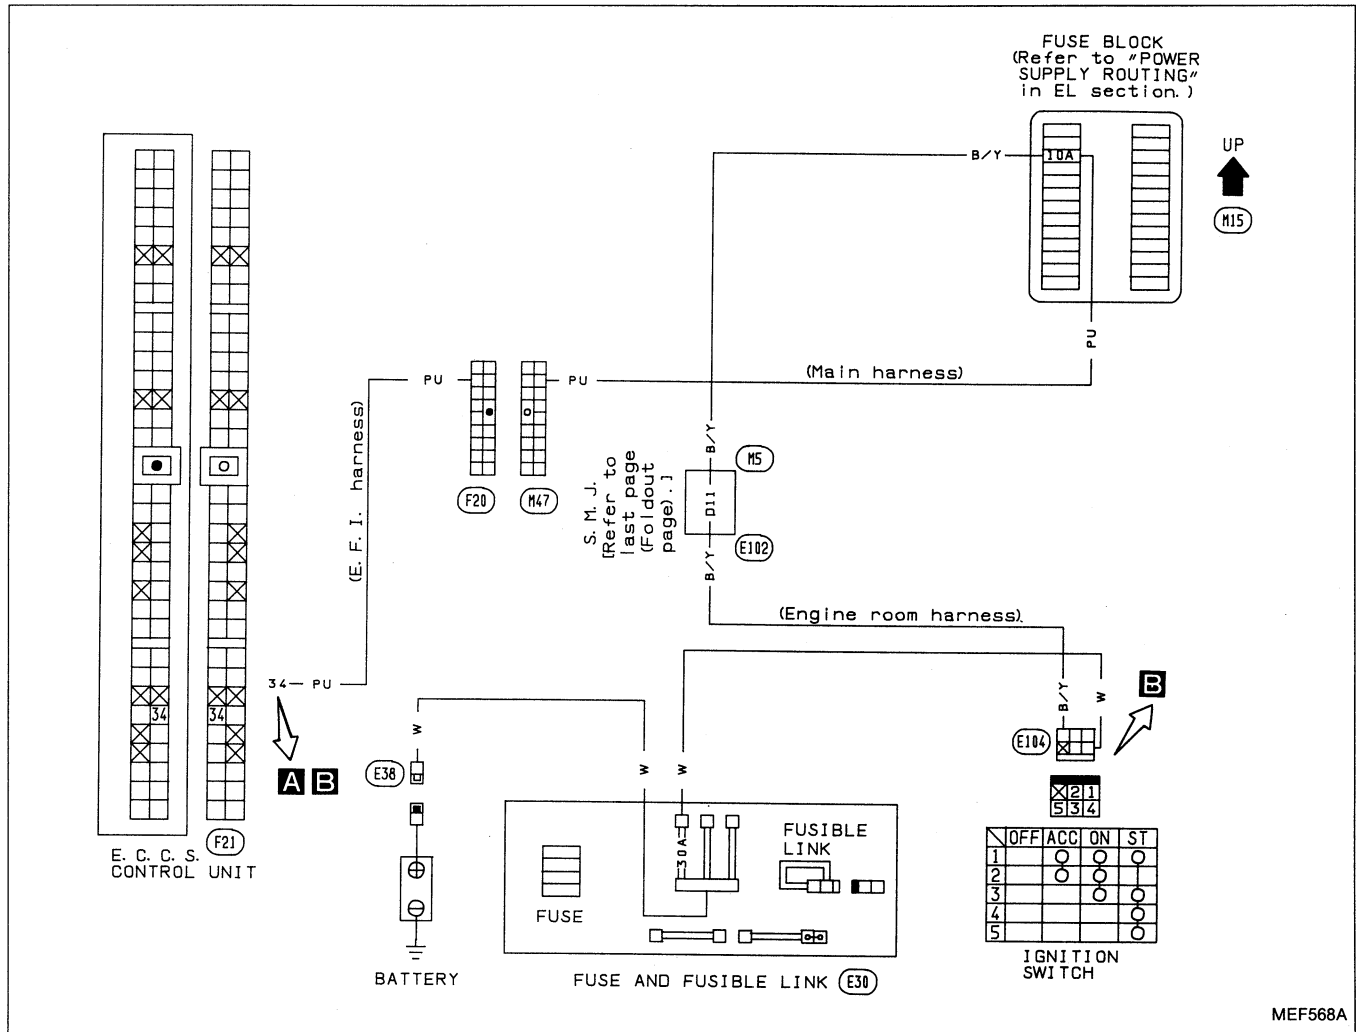 FUSE BLOCK
(Refer to "POWER
SUPPLY ROUTING"
in EL section.)
UP
M15
B/Y
10A
PU
(Main harness)
PU
PU
F20
M47
(E. F. I. harness)
B/Y
M5
D11
E102
B/Y
S. M. J.
[Refer to
last page
(Foldout
page).]
(Engine room harness).
34
PU
A B
34
34
F21
E. C. C. S.
CONTROL UNIT
W
E38
BATTERY
W
W
B/Y
W
B
E104
2 1
5 3 4
30A
FUSE
FUSIBLE
LINK
FUSE AND FUSIBLE LINK E30
OFF ACC ON ST
1
2
3
4
5
IGNITION
SWITCH
MEF568A